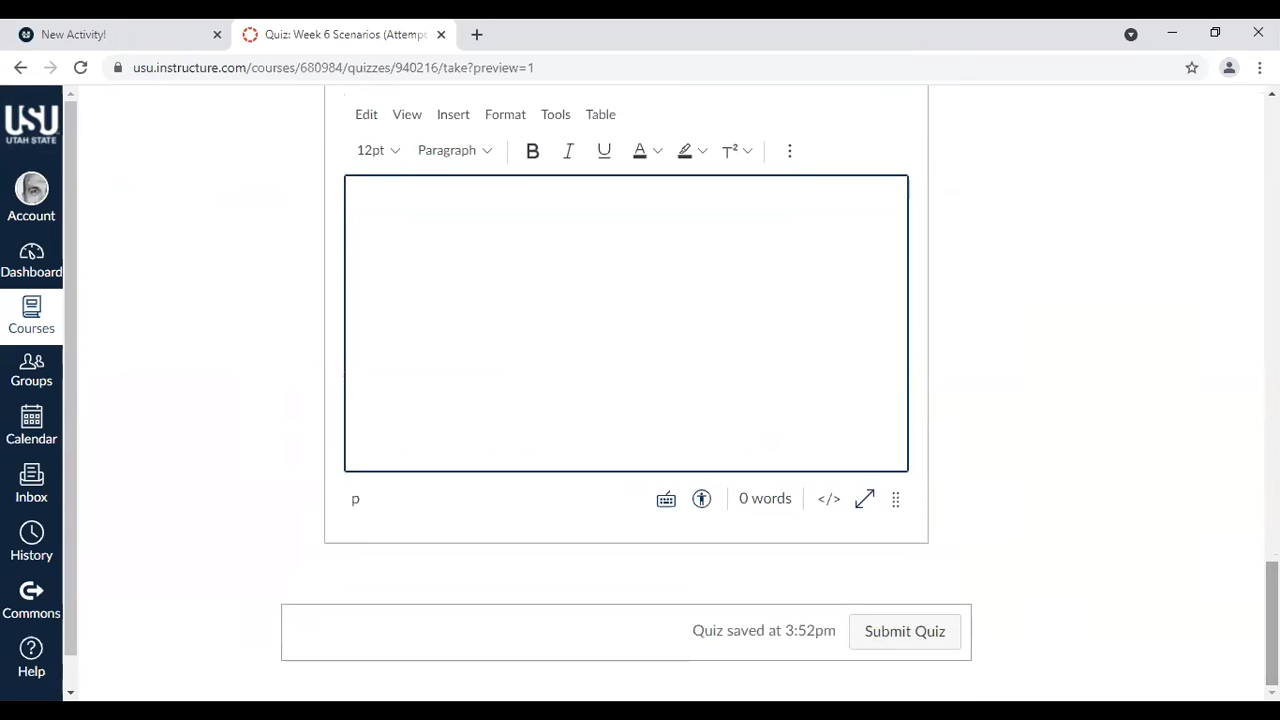 New Activity!
Quiz: Week 6 Scenarios (Attempt
usu.instructure.com/courses/680984/quizzes/940216/take?preview=1
USU
UTAH STATE
Account
Dashboard
Courses
Groups
Calendar
Inbox
History
Commons
Help
Edit View Insert Format Tools Table
12pt Paragraph B I U A T²
p 0 words </>
Quiz saved at 3:52pm Submit Quiz